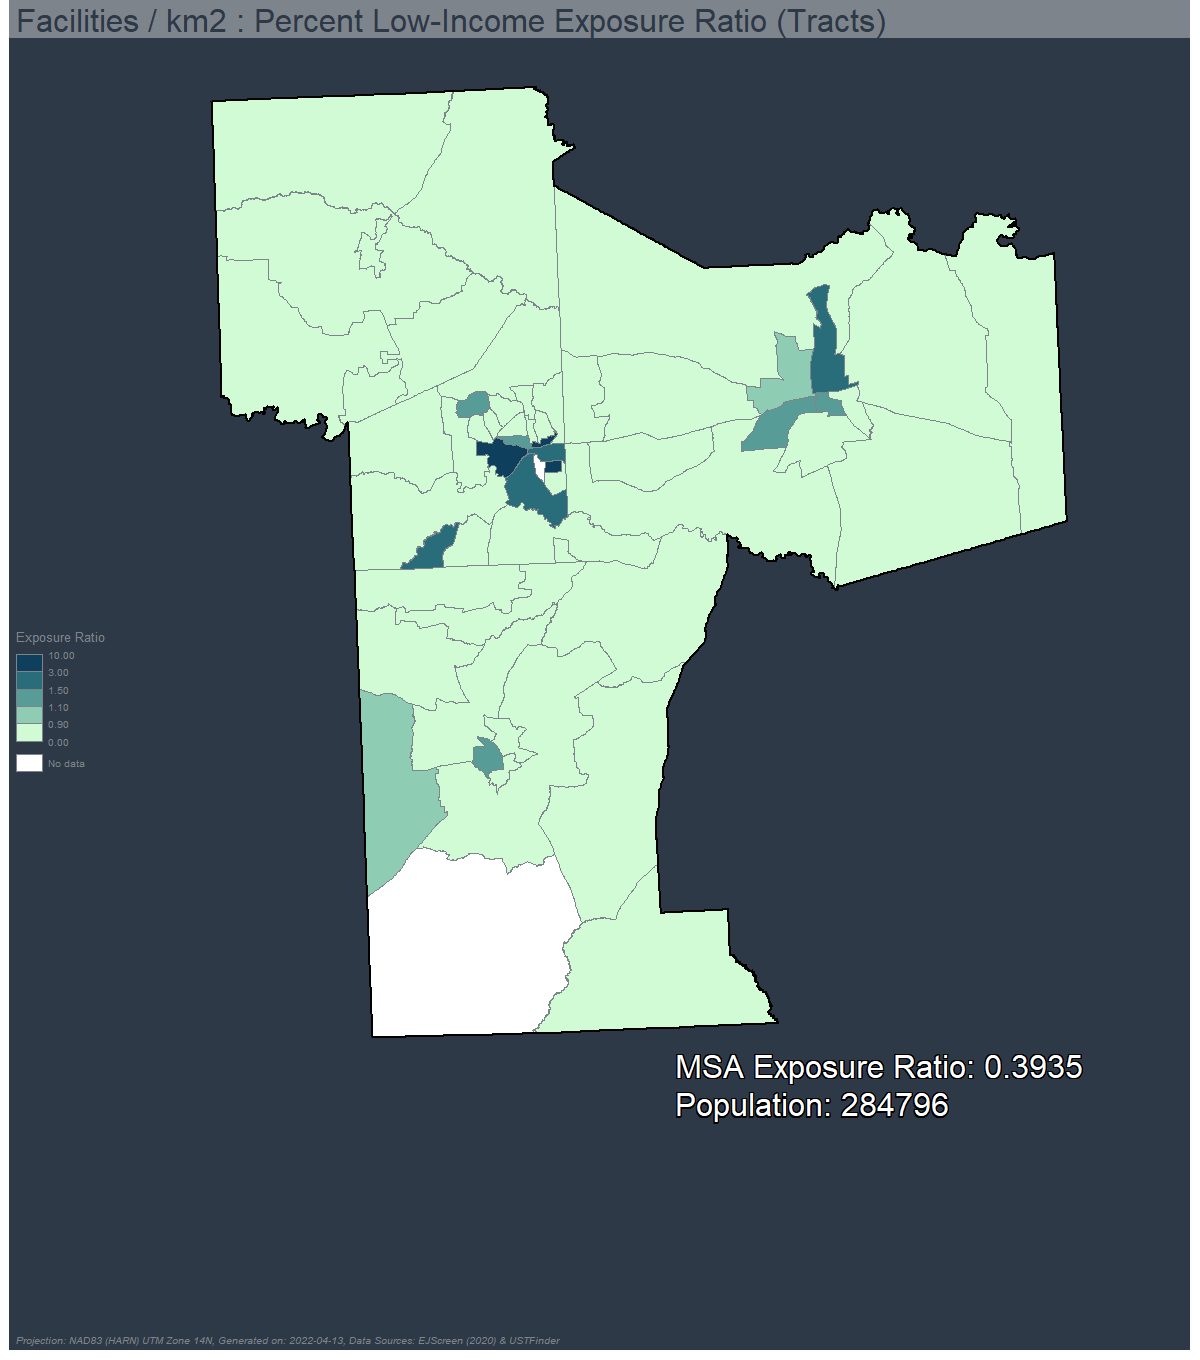 Facilities / km2 : Percent Low-Income Exposure Ratio (Tracts)
Exposure Ratio
10.00
3.00
1.50
1.10
0.90
0.00
No data
MSA Exposure Ratio: 0.3935
Population: 284796
Projection: NAD83 (HARN) UTM Zone 14N, Generated on: 2022-04-13, Data Sources: EJScreen (2020) & USTFinder